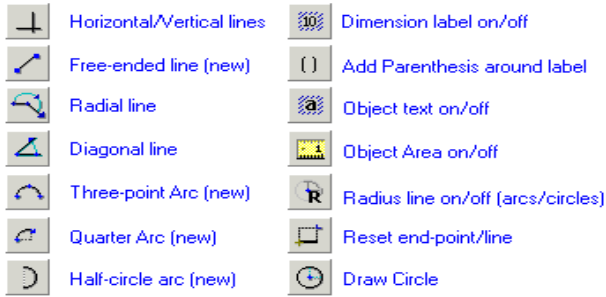 Horizontal/Vertical lines
Free-ended line (new)
Radial line
Diagonal line
Three-point Arc (new)
Quarter Arc (new)
Half-circle arc (new)
10 Dimension label on/off
( ) Add Parenthesis around label
a Object text on/off
1 Object Area on/off
R Radius line on/off (arcs/circles)
Reset end-point/line
Draw Circle